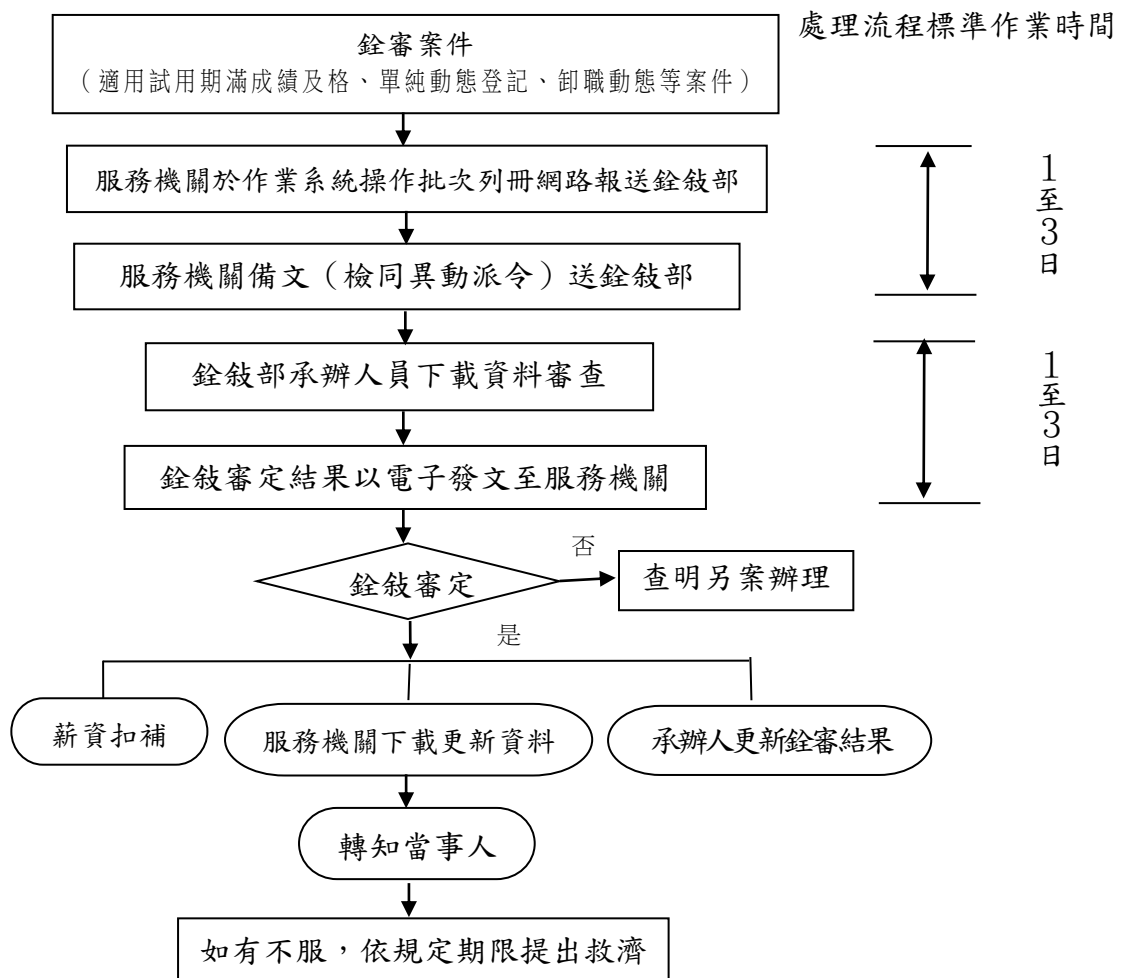 處理流程標準作業時間
銓審案件
（適用試用期滿成績及格、單純動態登記、卸職動態等案件）
服務機關於作業系統操作批次列冊網路報送銓敍部
1至3日
服務機關備文（檢同異動派令）送銓敍部
銓敍部承辦人員下載資料審查
1至3日
銓敍審定結果以電子發文至服務機關
銓敍審定
否
查明另案辦理
是
薪資扣補
服務機關下載更新資料
承辦人更新銓審結果
轉知當事人
如有不服，依規定期限提出救濟